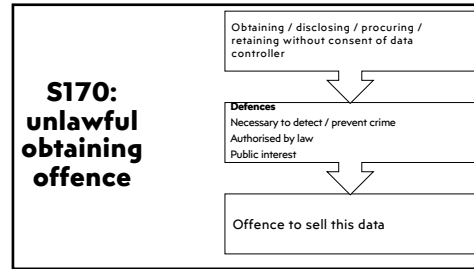 S170:
unlawful
obtaining
offence
Obtaining / disclosing / procuring /
retaining without consent of data
controller
Defences
Necessary to detect / prevent crime
Authorised by law
Public interest
Offence to sell this data